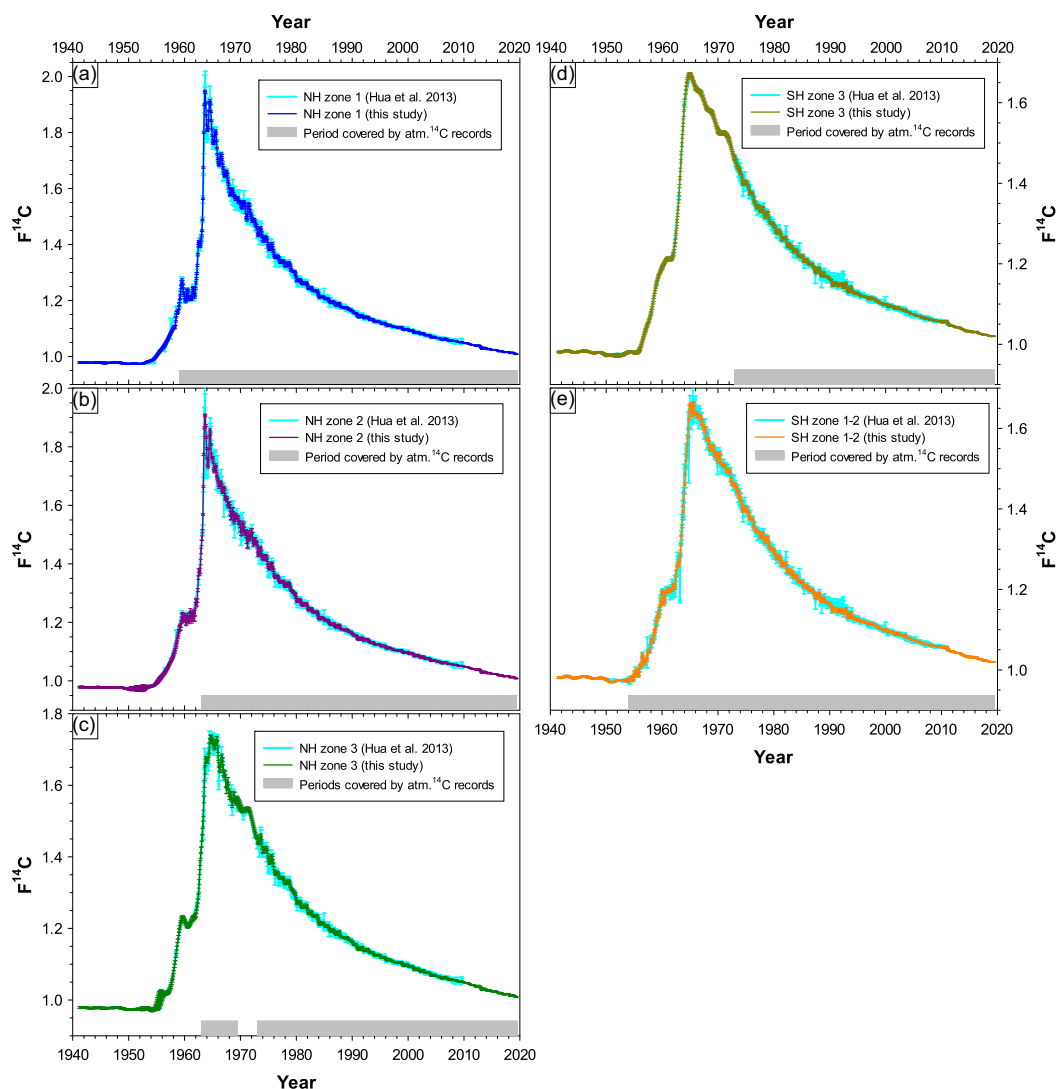 Year
1940 1950 1960 1970 1980 1990 2000 2010 2020
(a)
NH zone 1 (Hua et al. 2013)
NH zone 1 (this study)
Period covered by atm.¹⁴C records
2.0
1.8
1.6
1.4
1.2
1.0
F¹⁴C
(b)
NH zone 2 (Hua et al. 2013)
NH zone 2 (this study)
Period covered by atm.¹⁴C records
2.0
1.8
1.6
1.4
1.2
1.0
F¹⁴C
(c)
NH zone 3 (Hua et al. 2013)
NH zone 3 (this study)
Periods covered by atm.¹⁴C records
1.8
1.6
1.4
1.2
1.0
F¹⁴C
1940 1950 1960 1970 1980 1990 2000 2010 2020
Year
Year
1940 1950 1960 1970 1980 1990 2000 2010 2020
(d)
SH zone 3 (Hua et al. 2013)
SH zone 3 (this study)
Period covered by atm.¹⁴C records
1.6
1.4
1.2
1.0
F¹⁴C
(e)
SH zone 1-2 (Hua et al. 2013)
SH zone 1-2 (this study)
Period covered by atm.¹⁴C records
1.6
1.4
1.2
1.0
F¹⁴C
1940 1950 1960 1970 1980 1990 2000 2010 2020
Year